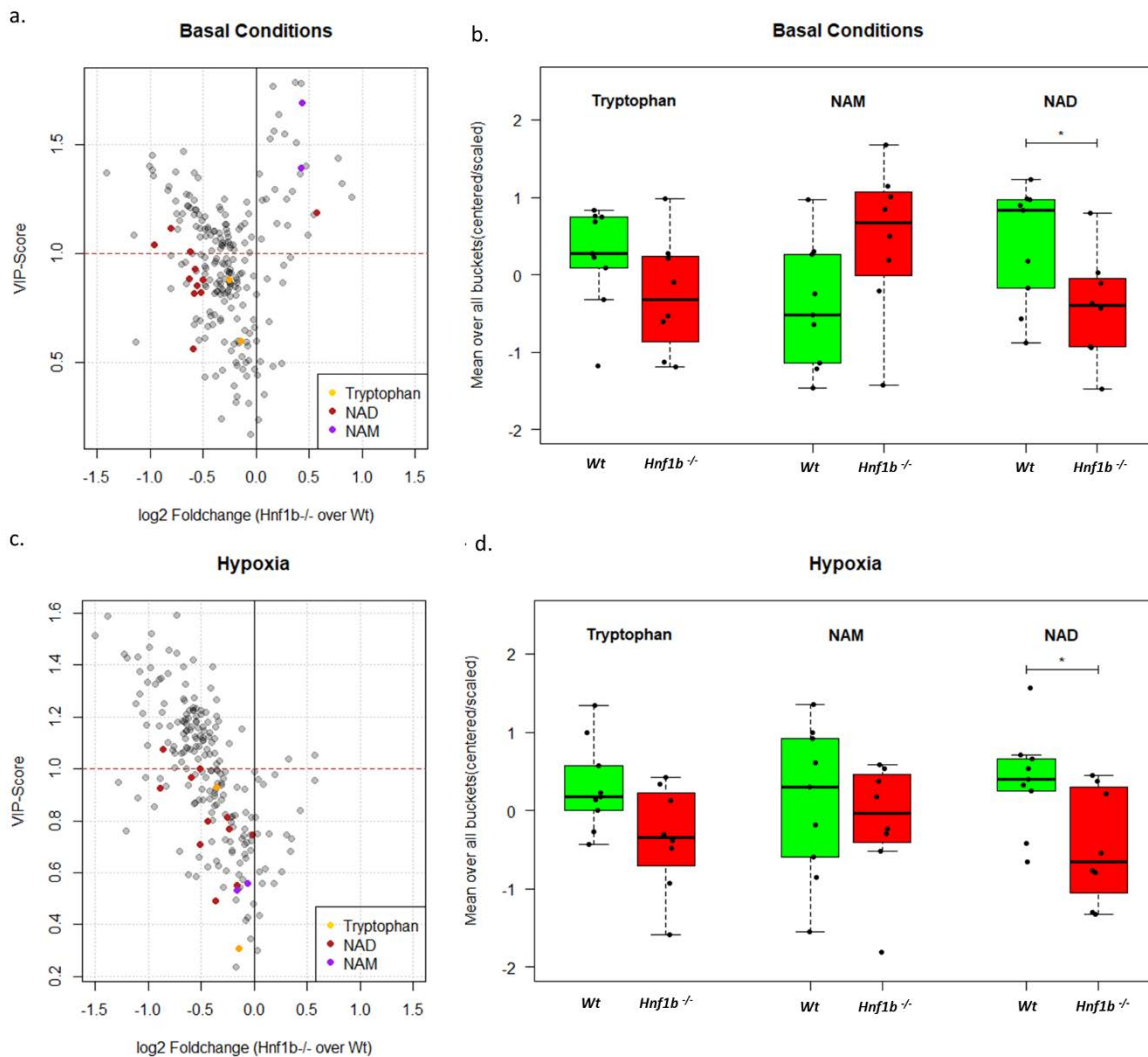 a.
Basal Conditions
VIP-Score
1.5
1.0
0.5
Tryptophan
NAD
NAM
-1.5 -1.0 -0.5 0.0 0.5 1.0 1.5
log2 Foldchange (Hnf1b-/- over Wt)
b.
Basal Conditions
Mean over all buckets(centered/scaled)
Tryptophan NAM NAD
*
2
1
0
-1
-2
Wt Hnf1b -/- Wt Hnf1b -/- Wt Hnf1b -/-
c.
Hypoxia
VIP-Score
1.6
1.4
1.2
1.0
0.8
0.6
0.4
0.2
Tryptophan
NAD
NAM
-1.5 -1.0 -0.5 0.0 0.5 1.0 1.5
log2 Foldchange (Hnf1b-/- over Wt)
d.
Hypoxia
Mean over all buckets(centered/scaled)
Tryptophan NAM NAD
*
2
1
0
-1
-2
Wt Hnf1b -/- Wt Hnf1b -/- Wt Hnf1b -/-